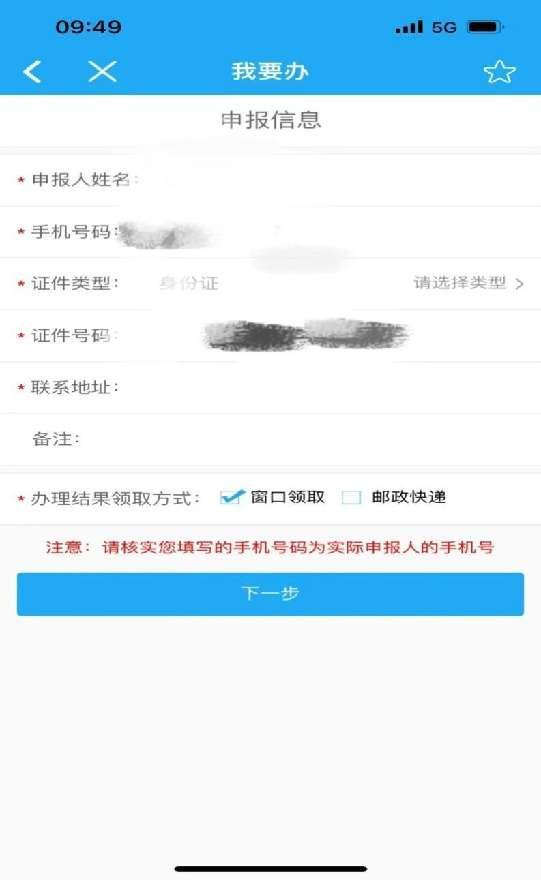 09:49 5G
我要办
申报信息
* 申报人姓名:
* 手机号码:
* 证件类型: 身份证 请选择类型 >
* 证件号码:
* 联系地址:
备注:
* 办理结果领取方式: 窗口领取 邮政快递
注意：请核实您填写的手机号码为实际申报人的手机号
下一步